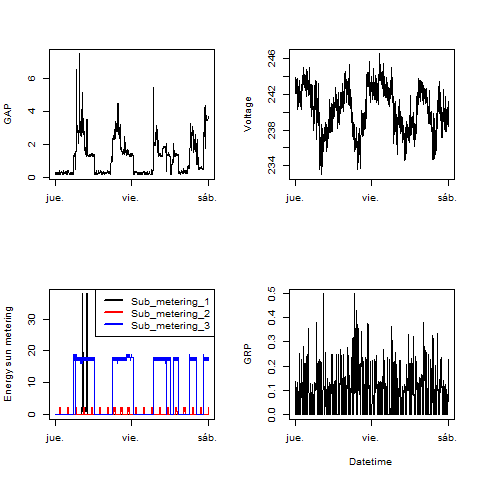 GAP
0 2 4 6
jue. vie. sáb.
Voltage
234 238 242 246
jue. vie. sáb.
Energy sun metering
0 10 20 30
Sub_metering_1
Sub_metering_2
Sub_metering_3
jue. vie. sáb.
GRP
0.0 0.1 0.2 0.3 0.4 0.5
jue. vie. sáb.
Datetime